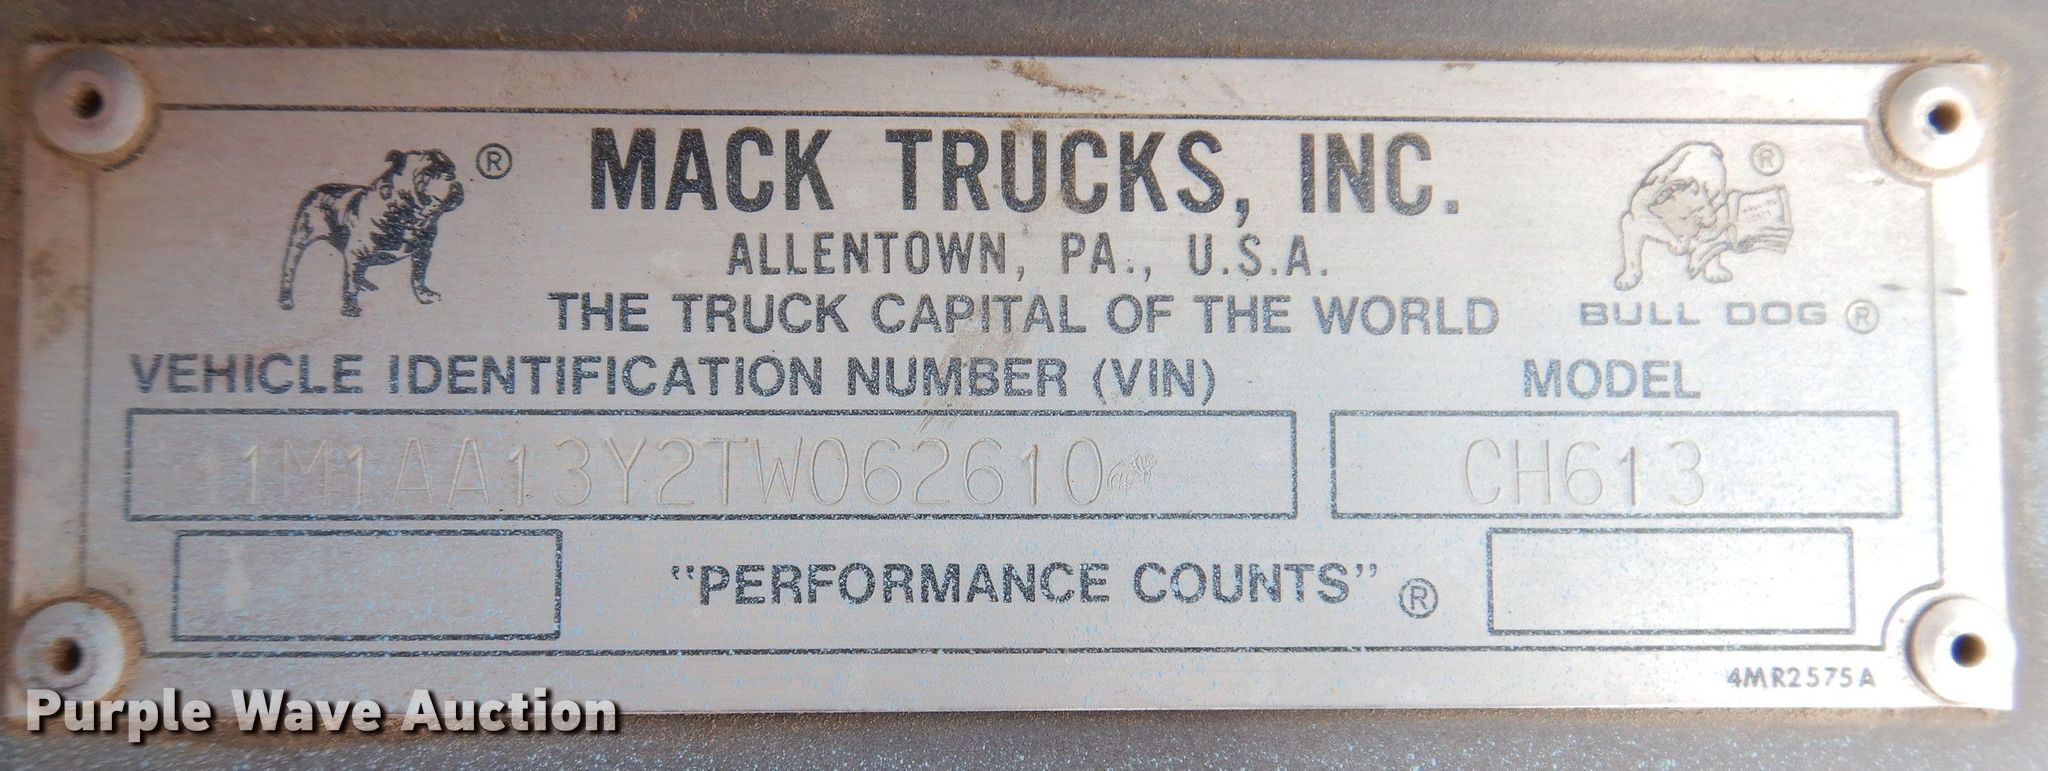 ®
MACK TRUCKS, INC.
®
ALLENTOWN, PA., U.S.A.
THE TRUCK CAPITAL OF THE WORLD
BULL DOG ®
VEHICLE IDENTIFICATION NUMBER (VIN)
MODEL
1M1AA13Y2TW062610
CH613
"PERFORMANCE COUNTS" ®
4MR2575A
Purple Wave Auction